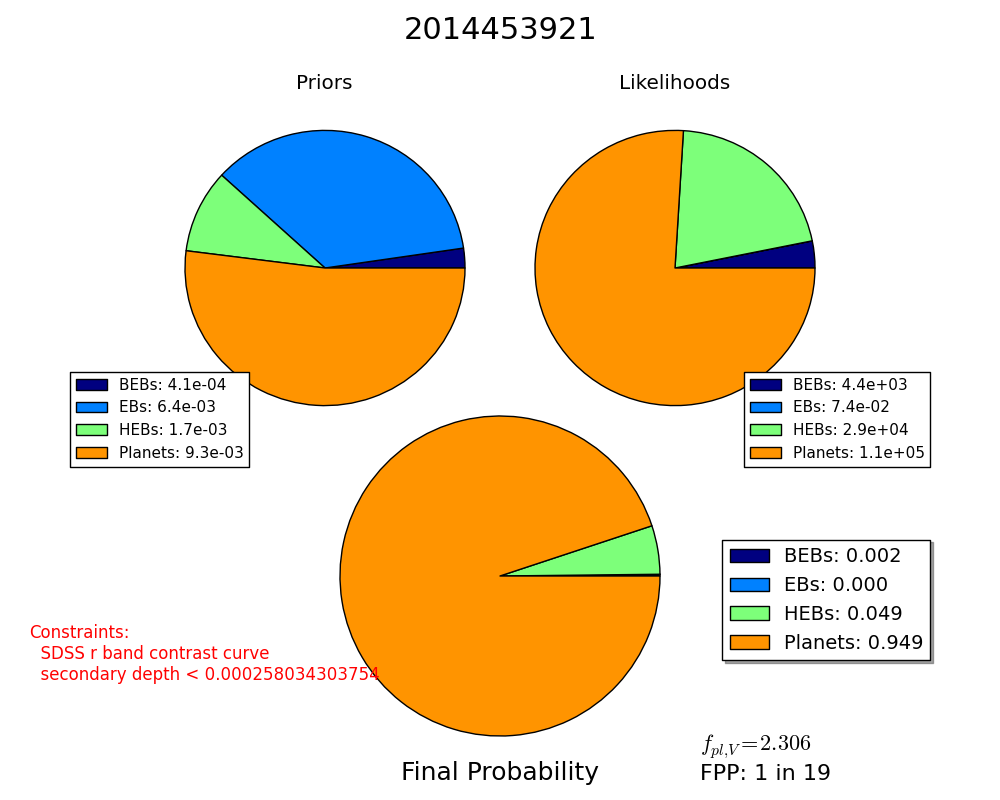 2014453921
Priors
Likelihoods
BEBs: 4.1e-04
EBs: 6.4e-03
HEBs: 1.7e-03
Planets: 9.3e-03
BEBs: 4.4e+03
EBs: 7.4e-02
HEBs: 2.9e+04
Planets: 1.1e+05
BEBs: 0.002
EBs: 0.000
HEBs: 0.049
Planets: 0.949
Constraints:
SDSS r band contrast curve
secondary depth < 0.000258034303754
f_{pl,V} = 2.306
Final Probability
FPP: 1 in 19